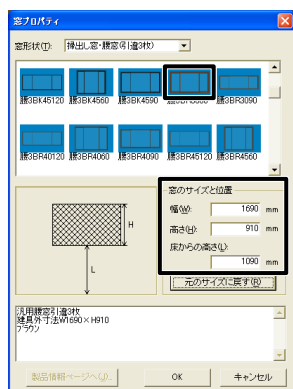 窓プロパティ
窓形状(T): 掃出し窓・腰窓(引違3枚)
腰3BK45120 腰3BK4560 腰3BK4590 腰3BR3090
腰3BR40120 腰3BR4060 腰3BR4090 腰3BR45120 腰3BR4560
窓のサイズと位置
幅(W): 1690 mm
高さ(H): 910 mm
床からの高さ(L):
1090 mm
元のサイズに戻す(R)
H
L
汎用腰窓引違3枚
建具外寸法W1690×H910
ブラウン
製品情報ページへ(J)...
OK
キャンセル